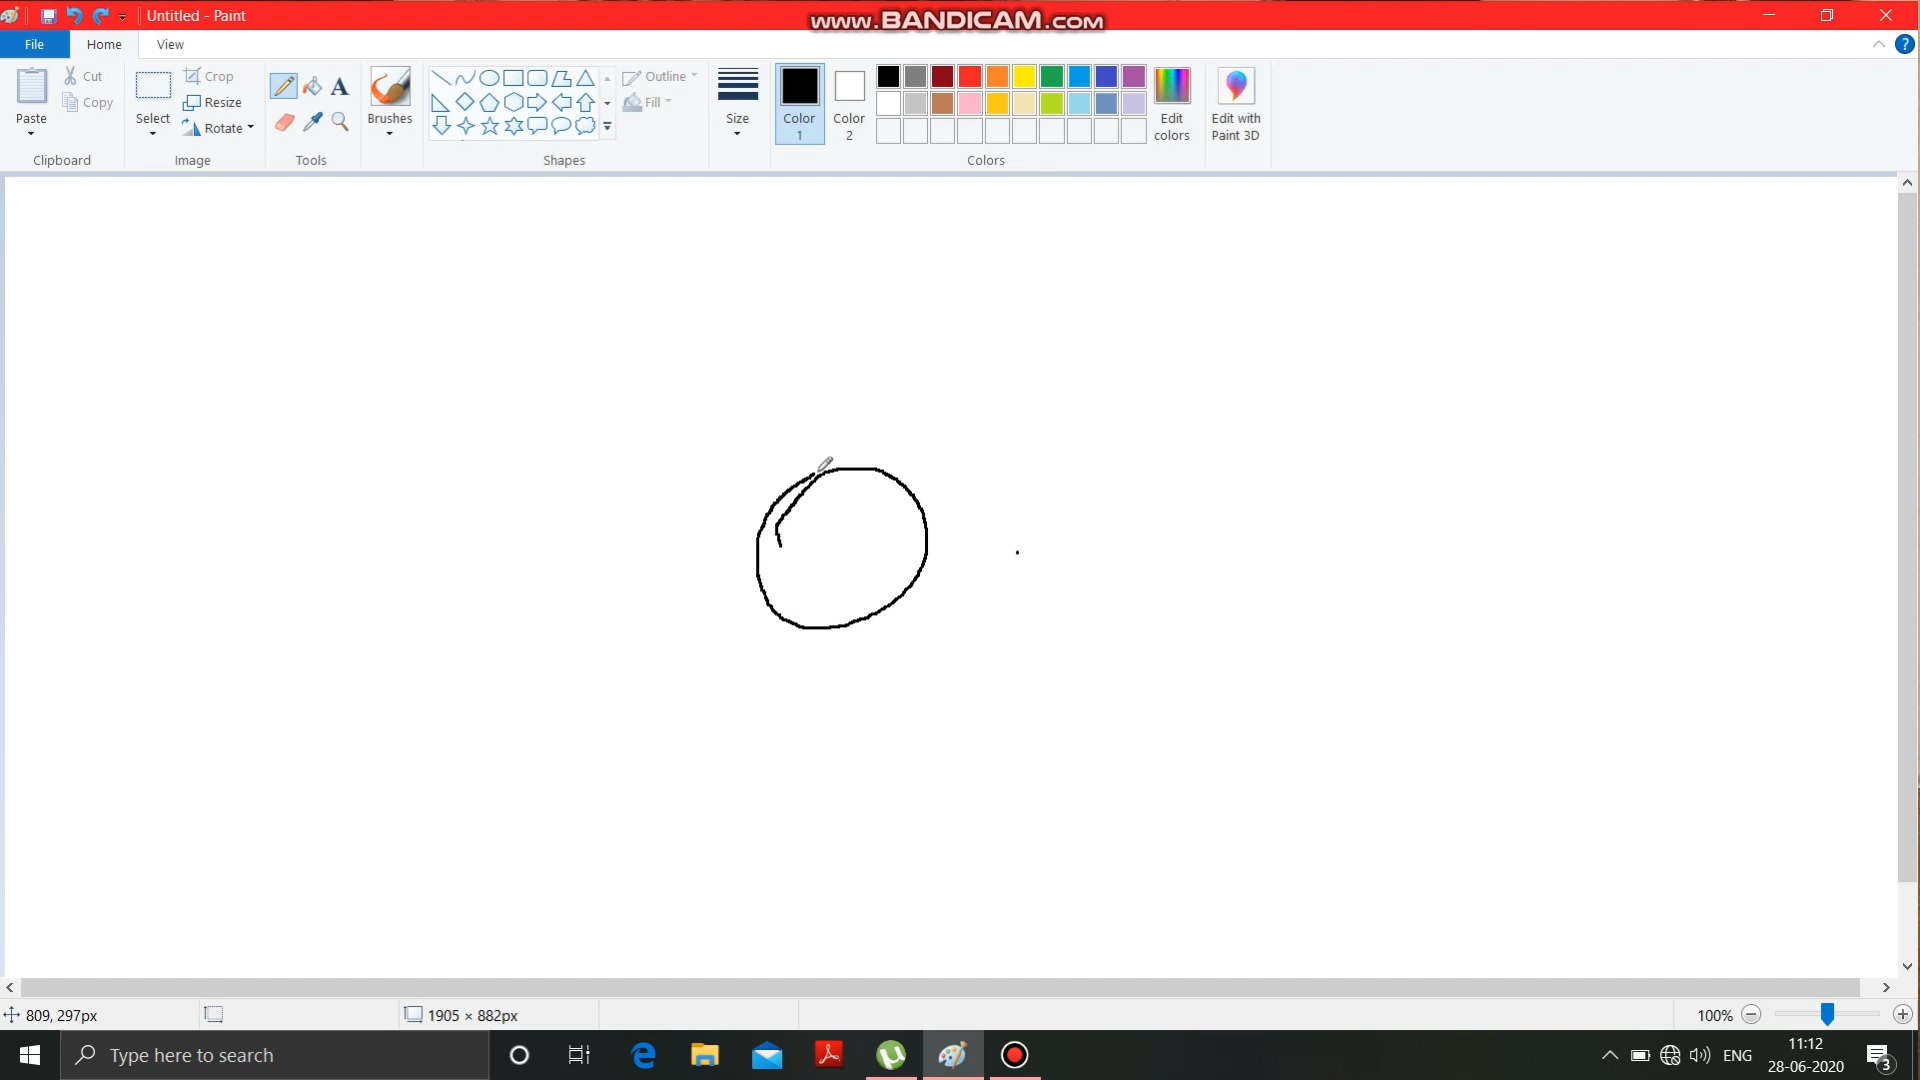 Untitled - Paint
www.BANDICAM.com
File
Home
View
?
Paste
Cut
Copy
Clipboard
Select
Crop
Resize
Rotate
Image
A
Tools
Brushes
Shapes
Outline
Fill
Size
Color
1
Color
2
Edit
colors
Colors
Edit with
Paint 3D
809, 297px
1905 × 882px
100%
Type here to search
ENG
11:12
28-06-2020
3